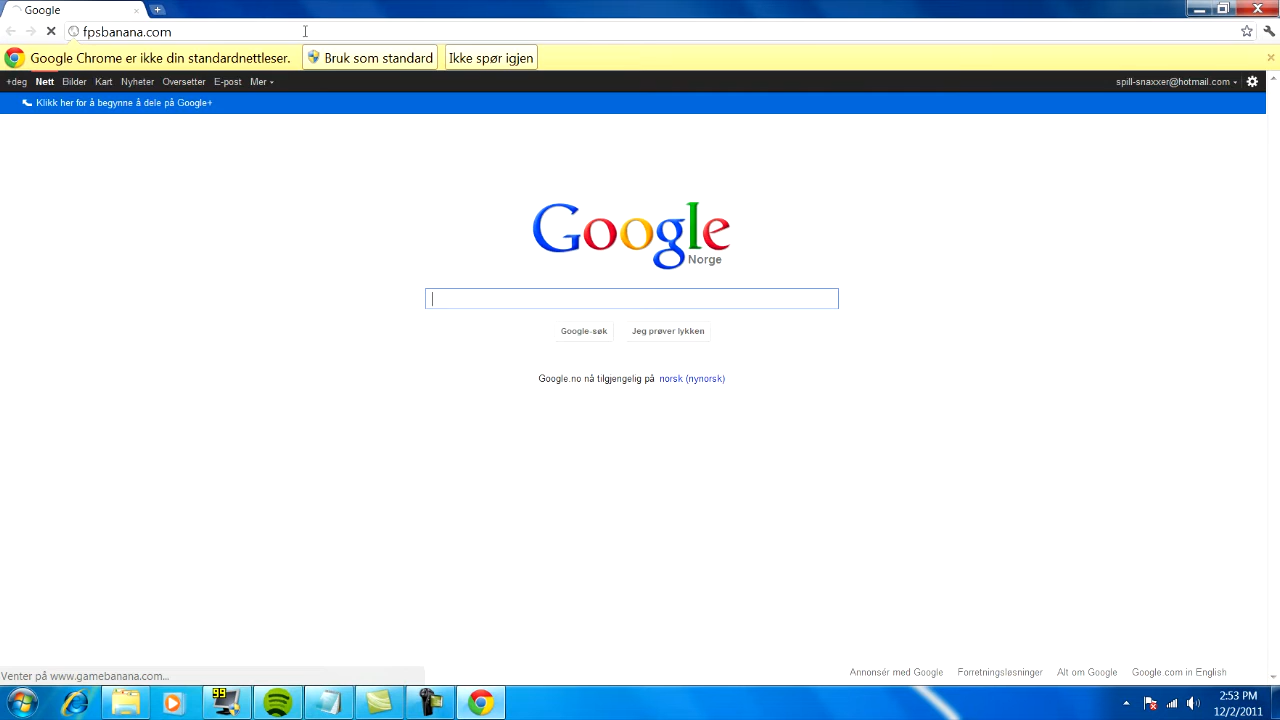 Google
fpsbanana.com
Google Chrome er ikke din standardnettleser. Bruk som standard Ikke spør igjen
+deg Nett Bilder Kart Nyheter Oversetter E-post Mer spill-snaxxer@hotmail.com
Klikk her for å begynne å dele på Google+
Google
Norge
Google-søk Jeg prøver lykken
Google.no nå tilgjengelig på norsk (nynorsk)
Annonsér med Google Forretningsløsninger Alt om Google Google.com in English
Venter på www.gamebanana.com...
99
2:53 PM
12/2/2011